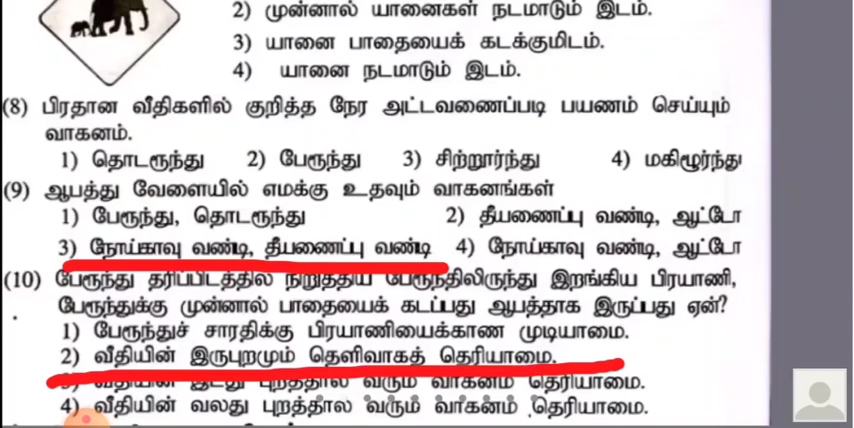 2) முன்னால் யானைகள் நடமாடும் இடம்.
3) யானை பாதையைக் கடக்குமிடம்.
4) யானை நடமாடும் இடம்.
(8) பிரதான வீதிகளில் குறித்த நேர அட்டவணைப்படி பயணம் செய்யும்
வாகனம்.
1) தொடரூந்து 2) பேரூந்து 3) சிற்றூர்ந்து 4) மகிழூர்ந்து
(9) ஆபத்து வேளையில் எமக்கு உதவும் வாகனங்கள்
1) பேரூந்து, தொடரூந்து 2) தீயணைப்பு வண்டி, ஆட்டோ
3) நோய்காவு வண்டி, தீயணைப்பு வண்டி 4) நோய்காவு வண்டி, ஆட்டோ
(10) பேரூந்து தரிப்பிடத்தில் நிறுத்திய பேரூந்திலிருந்து இறங்கிய பிரயாணி,
பேரூந்துக்கு முன்னால் பாதையைக் கடப்பது ஆபத்தாக இருப்பது ஏன்?
1) பேரூந்துச் சாரதிக்கு பிரயாணியைக்காண முடியாமை.
2) வீதியின் இருபுறமும் தெளிவாகத் தெரியாமை.
3) வீதியின் இடது புறத்தால் வரும் வாகனம் தெரியாமை.
4) வீதியின் வலது புறத்தால வரும் வாகனம் தெரியாமை.